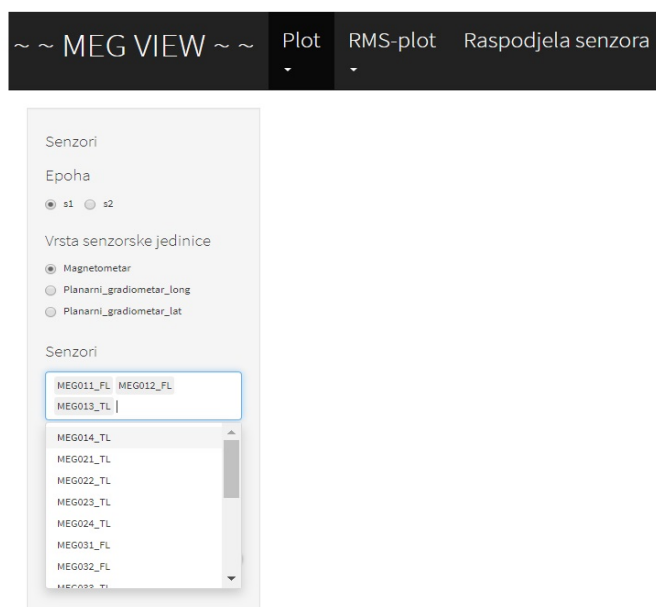 ~ ~ MEG VIEW ~ ~ Plot RMS-plot Raspodjela senzora
Senzori
Epoha
s1 s2
Vrsta senzorske jedinice
Magnetometar
Planarni_gradiometar_long
Planarni_gradiometar_lat
Senzori
MEG011_FL MEG012_FL
MEG013_TL
MEG014_TL
MEG021_TL
MEG022_TL
MEG023_TL
MEG024_TL
MEG031_FL
MEG032_FL